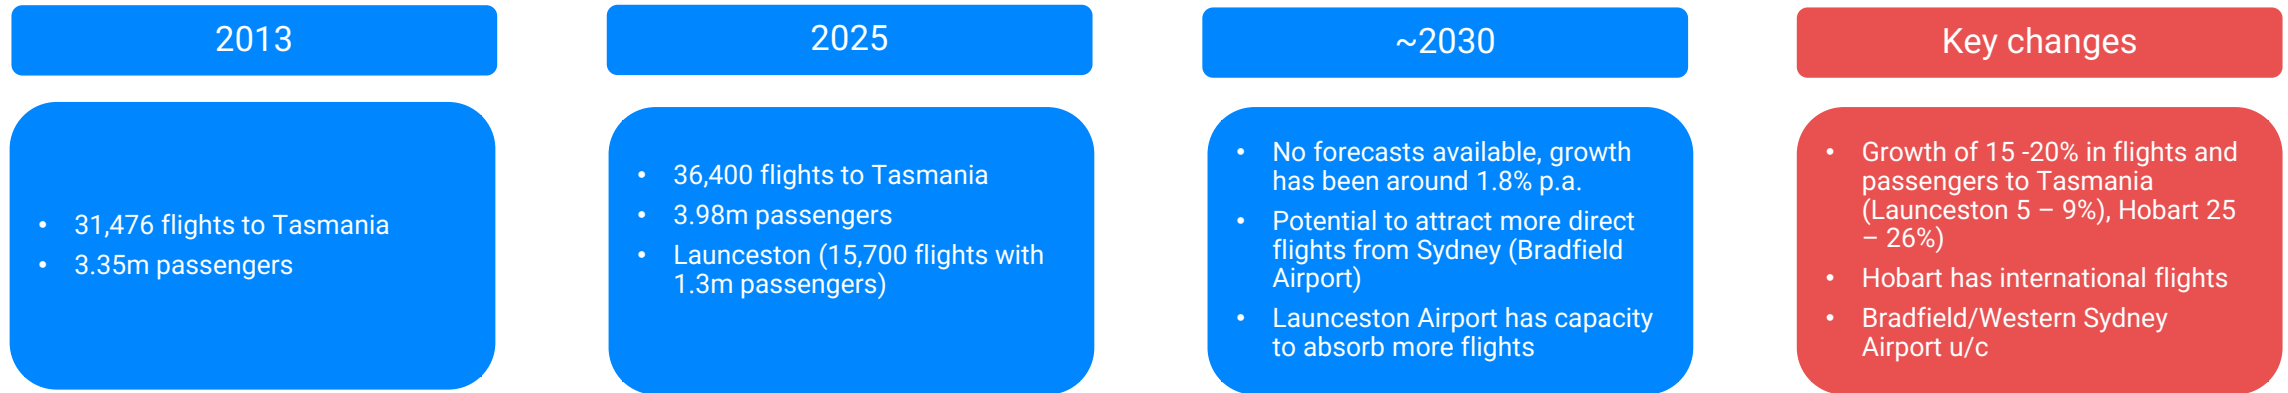 2013
• 31,476 flights to Tasmania
• 3.35m passengers
2025
• 36,400 flights to Tasmania
• 3.98m passengers
• Launceston (15,700 flights with
1.3m passengers)
~2030
• No forecasts available, growth
has been around 1.8% p.a.
• Potential to attract more direct
flights from Sydney (Bradfield
Airport)
• Launceston Airport has capacity
to absorb more flights
Key changes
• Growth of 15 -20% in flights and
passengers to Tasmania
(Launceston 5 – 9%), Hobart 25
– 26%)
• Hobart has international flights
• Bradfield/Western Sydney
Airport u/c